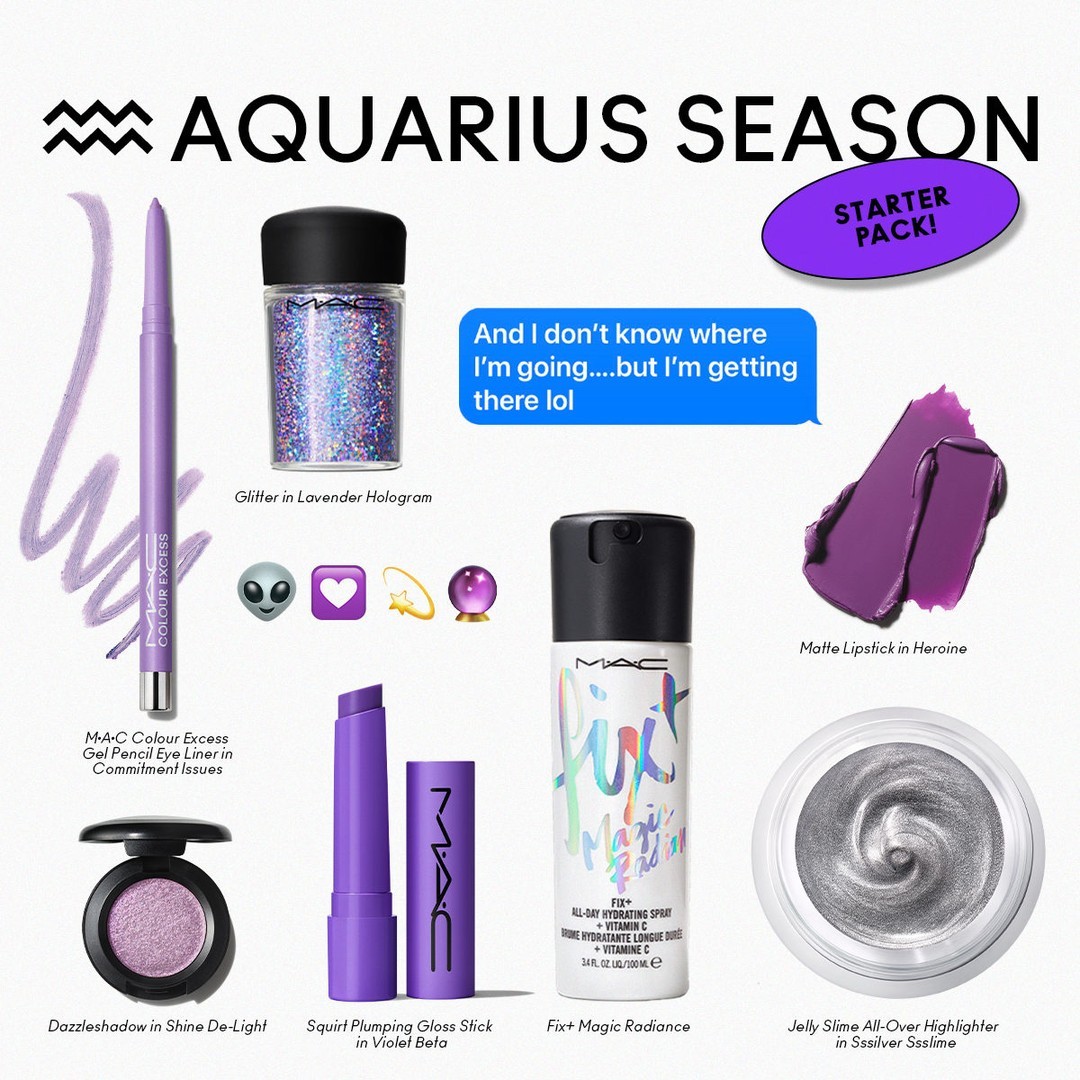 AQUARIUS SEASON
STARTER
PACK!
MAC
And I don't know where
I'm going....but I'm getting
there lol
Glitter in Lavender Hologram
M·A·C
COLOUR EXCESS
Matte Lipstick in Heroine
M·A·C Colour Excess
Gel Pencil Eye Liner in
Commitment Issues
MAC
fix+
Magic
Radiance
FIX+
ALL-DAY HYDRATING SPRAY
+ VITAMIN C
BRUME HYDRATANTE LONGUE DURÉE
+ VITAMINE C
3.4 FL. OZ. LIQ./100 ML ℮
MAC
Dazzleshadow in Shine De-Light
Squirt Plumping Gloss Stick
in Violet Beta
Fix+ Magic Radiance
Jelly Slime All-Over Highlighter
in Sssilver Ssslime